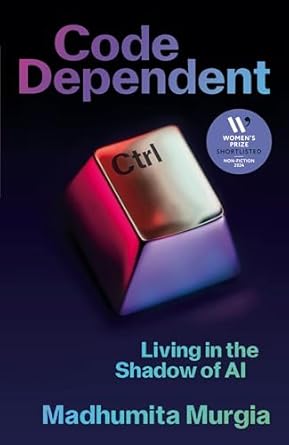 Code
Dependent
WOMEN'S
PRIZE
SHORTLISTED
NON-FICTION
2024
Ctrl
Living in the
Shadow of AI
Madhumita Murgia